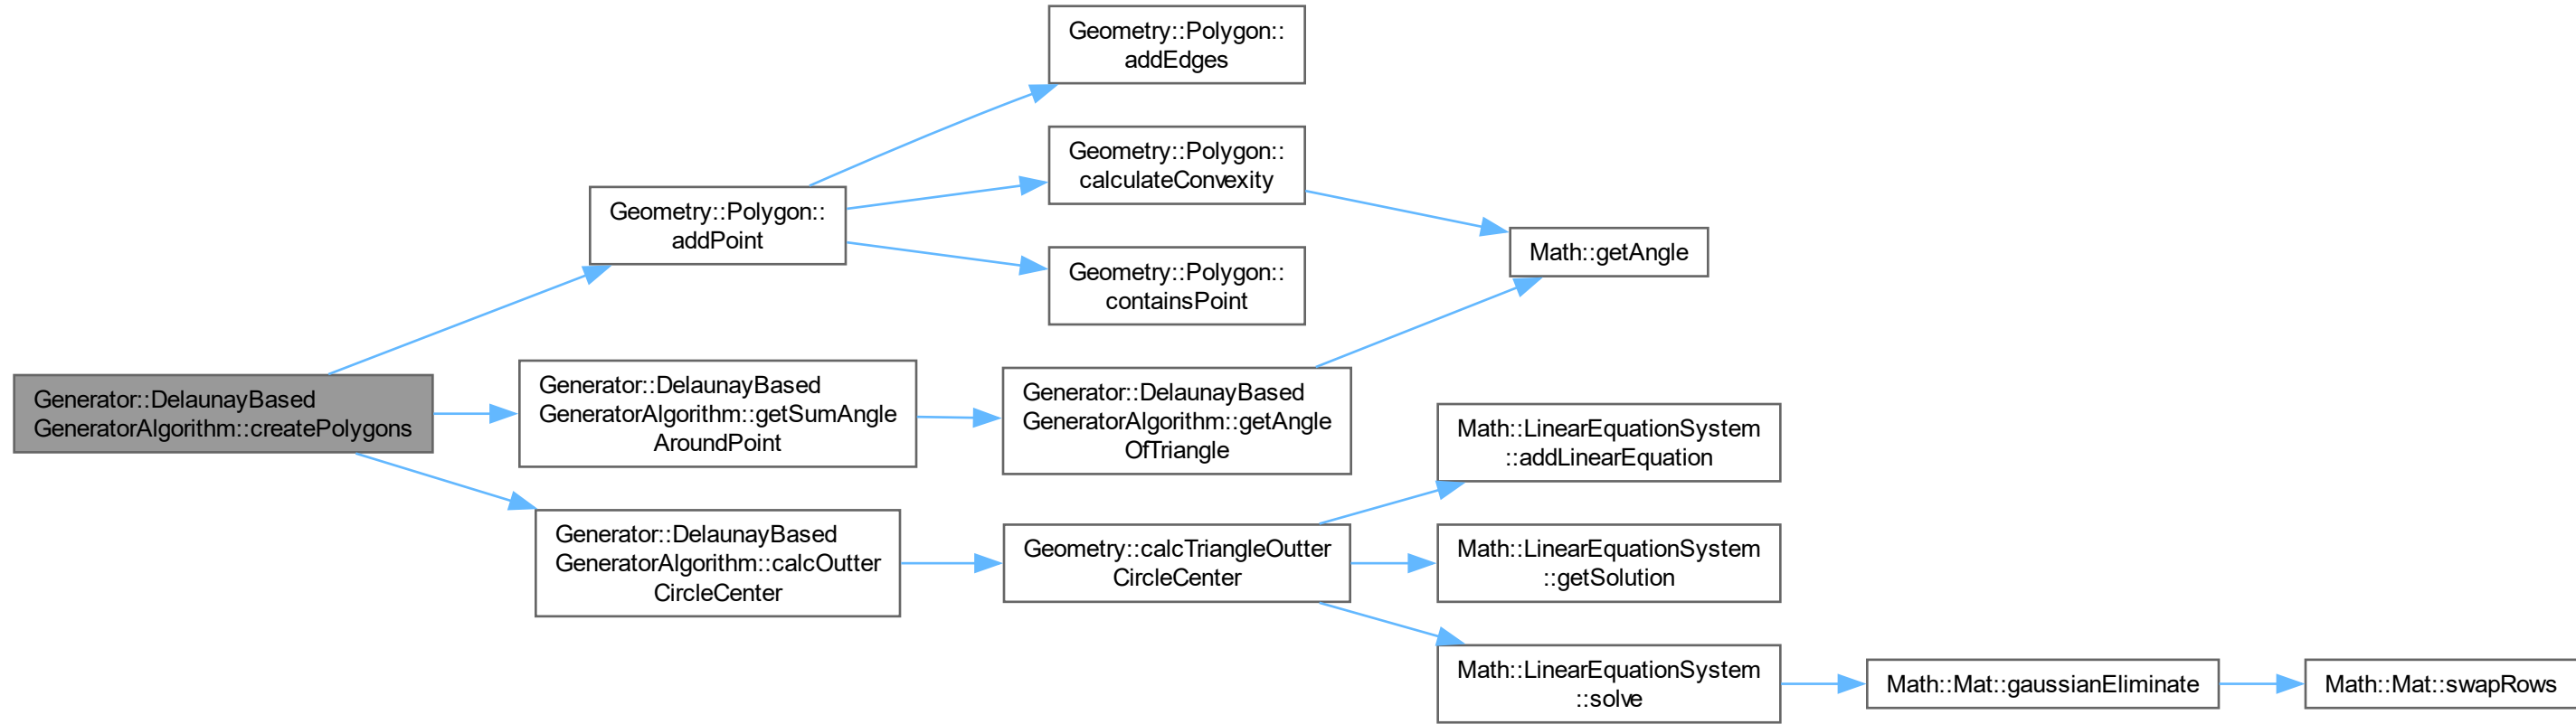 Geometry::Polygon::
addEdges
Geometry::Polygon::
calculateConvexity
Geometry::Polygon::
addPoint
Math::getAngle
Geometry::Polygon::
containsPoint
Generator::DelaunayBased
GeneratorAlgorithm::createPolygons
Generator::DelaunayBased
GeneratorAlgorithm::getSumAngle
AroundPoint
Generator::DelaunayBased
GeneratorAlgorithm::getAngle
OfTriangle
Math::LinearEquationSystem
::addLinearEquation
Generator::DelaunayBased
GeneratorAlgorithm::calcOutter
CircleCenter
Geometry::calcTriangleOutter
CircleCenter
Math::LinearEquationSystem
::getSolution
Math::LinearEquationSystem
::solve
Math::Mat::gaussianEliminate
Math::Mat::swapRows